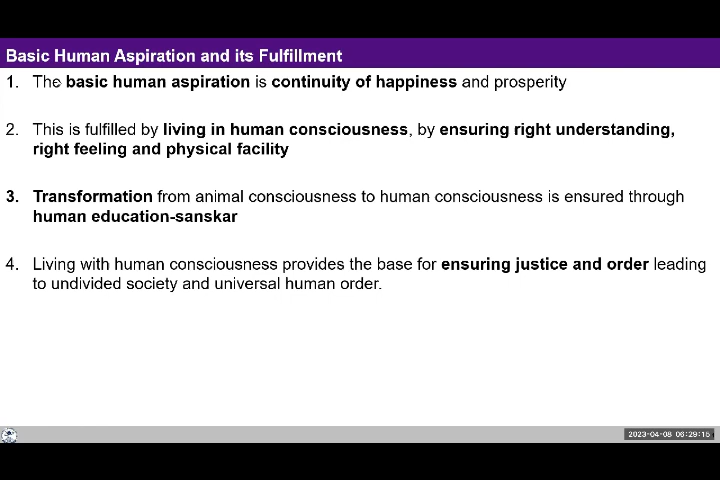 Basic Human Aspiration and its Fulfillment
1. The basic human aspiration is continuity of happiness and prosperity
2. This is fulfilled by living in human consciousness, by ensuring right understanding,
right feeling and physical facility
3. Transformation from animal consciousness to human consciousness is ensured through
human education-sanskar
4. Living with human consciousness provides the base for ensuring justice and order leading
to undivided society and universal human order.
2023-04-08 06:29:15